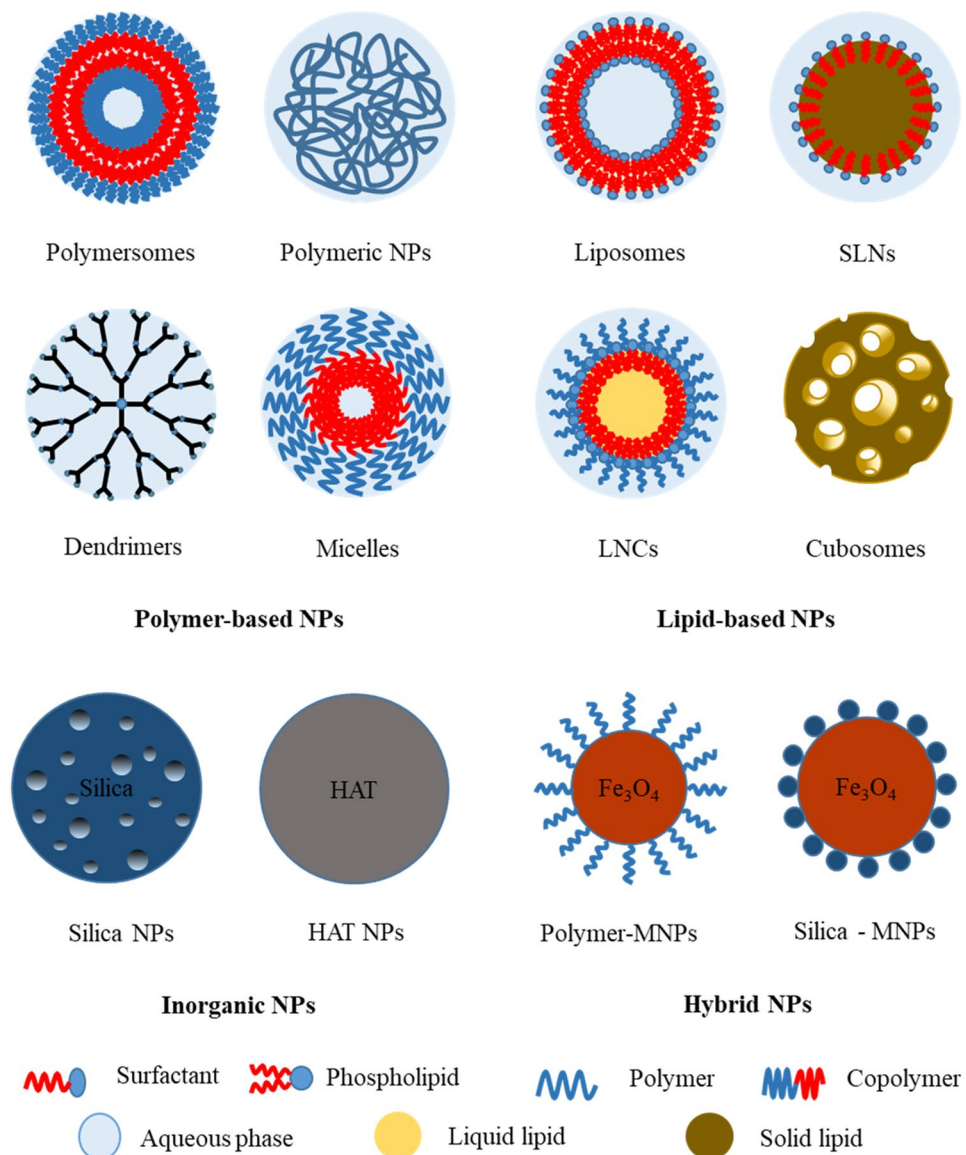 Polymersomes Polymeric NPs Liposomes SLNs
Dendrimers Micelles LNCs Cubosomes
Polymer-based NPs Lipid-based NPs
Silica HAT Fe₃O₄ Fe₃O₄
Silica NPs HAT NPs Polymer-MNPs Silica - MNPs
Inorganic NPs Hybrid NPs
Surfactant Phospholipid Polymer Copolymer
Aqueous phase Liquid lipid Solid lipid